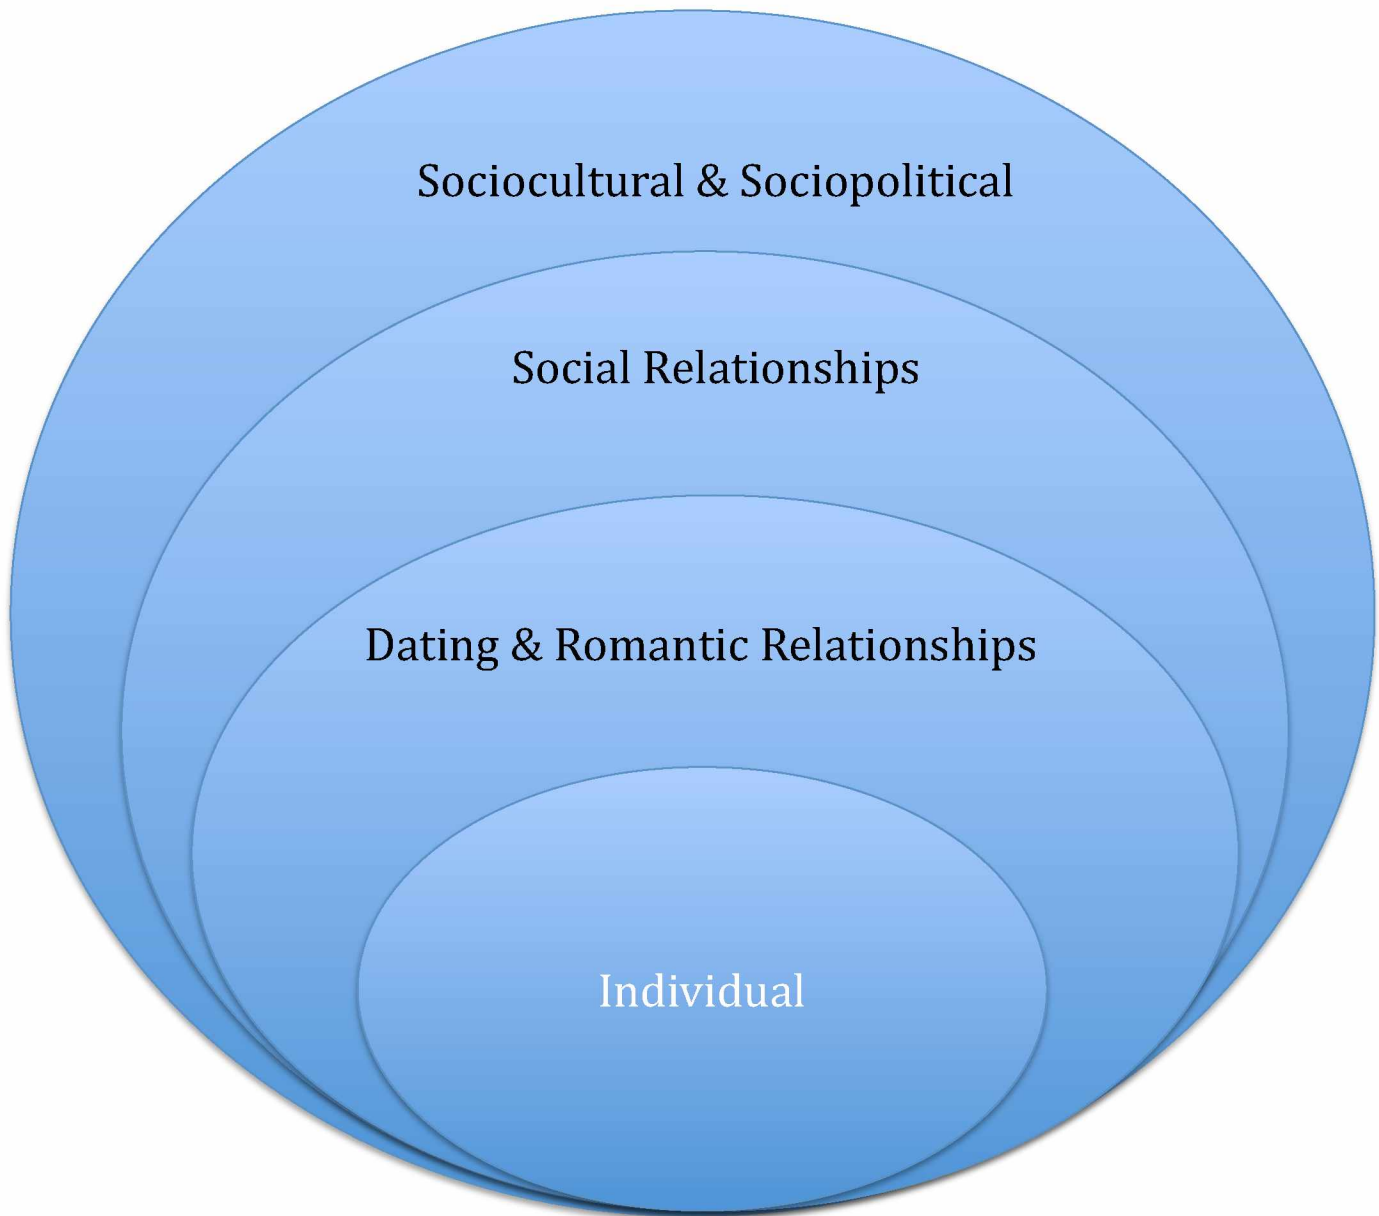 Sociocultural & Sociopolitical
Social Relationships
Dating & Romantic Relationships
Individual